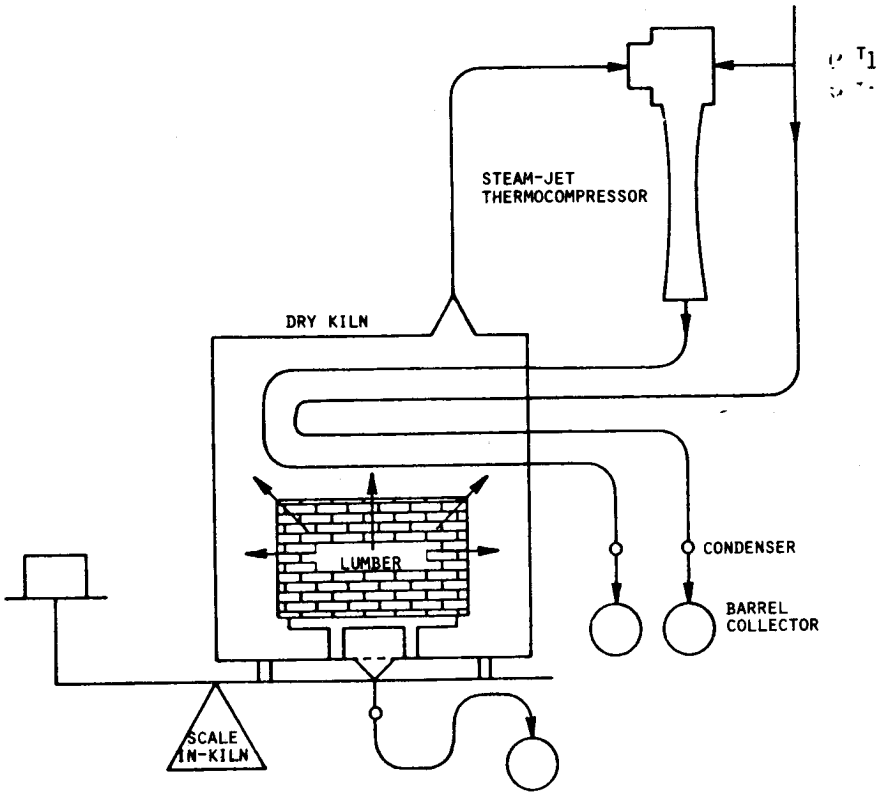 STEAM-JET
THERMOCOMPRESSOR
DRY KILN
LUMBER
CONDENSER
BARREL
COLLECTOR
SCALE
IN-KILN